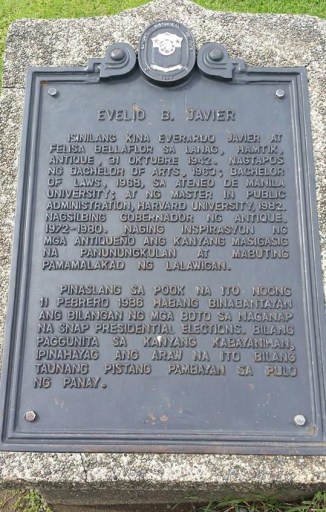 EVELIO B. JAVIER
ISINILANG KINA EVERARDO JAVIER AT
FELISA BELLAFLOR SA LANAG, HAMTIK,
ANTIQUE, 31 OKTUBRE 1942. NAGTAPOS
NG BACHELOR OF ARTS, 1963; BACHELOR
OF LAWS, 1968, SA ATENEO DE MANILA
UNIVERSITY; AT NG MASTER IN PUBLIC
ADMINISTRATION, HARVARD UNIVERSITY, 1982.
NAGSILBING GOBERNADOR NG ANTIQUE,
1972-1980. NAGING INSPIRASYON NG
MGA ANTIQUEÑO ANG KANYANG MASIGASIG
NA PANUNUNGKULAN AT MABUTING
PAMAMALAKAD NG LALAWIGAN.
PINASLANG SA POOK NA ITO NOONG
11 PEBRERO 1986 HABANG BINABANTAYAN
ANG BILANGAN NG MGA BOTO SA NAGANAP
NA SNAP PRESIDENTIAL ELECTIONS. BILANG
PAGGUNITA SA KANYANG KABAYANIHAN,
IPINAHAYAG ANG ARAW NA ITO BILANG
TAUNANG PISTANG PAMBAYAN SA PULO
NG PANAY.